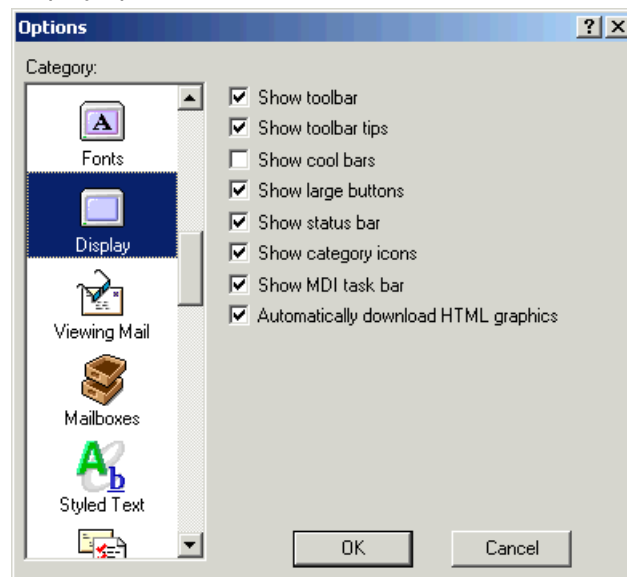 Options
Category:
Fonts
Display
Viewing Mail
Mailboxes
Styled Text
Show toolbar
Show toolbar tips
Show cool bars
Show large buttons
Show status bar
Show category icons
Show MDI task bar
Automatically download HTML graphics
OK
Cancel